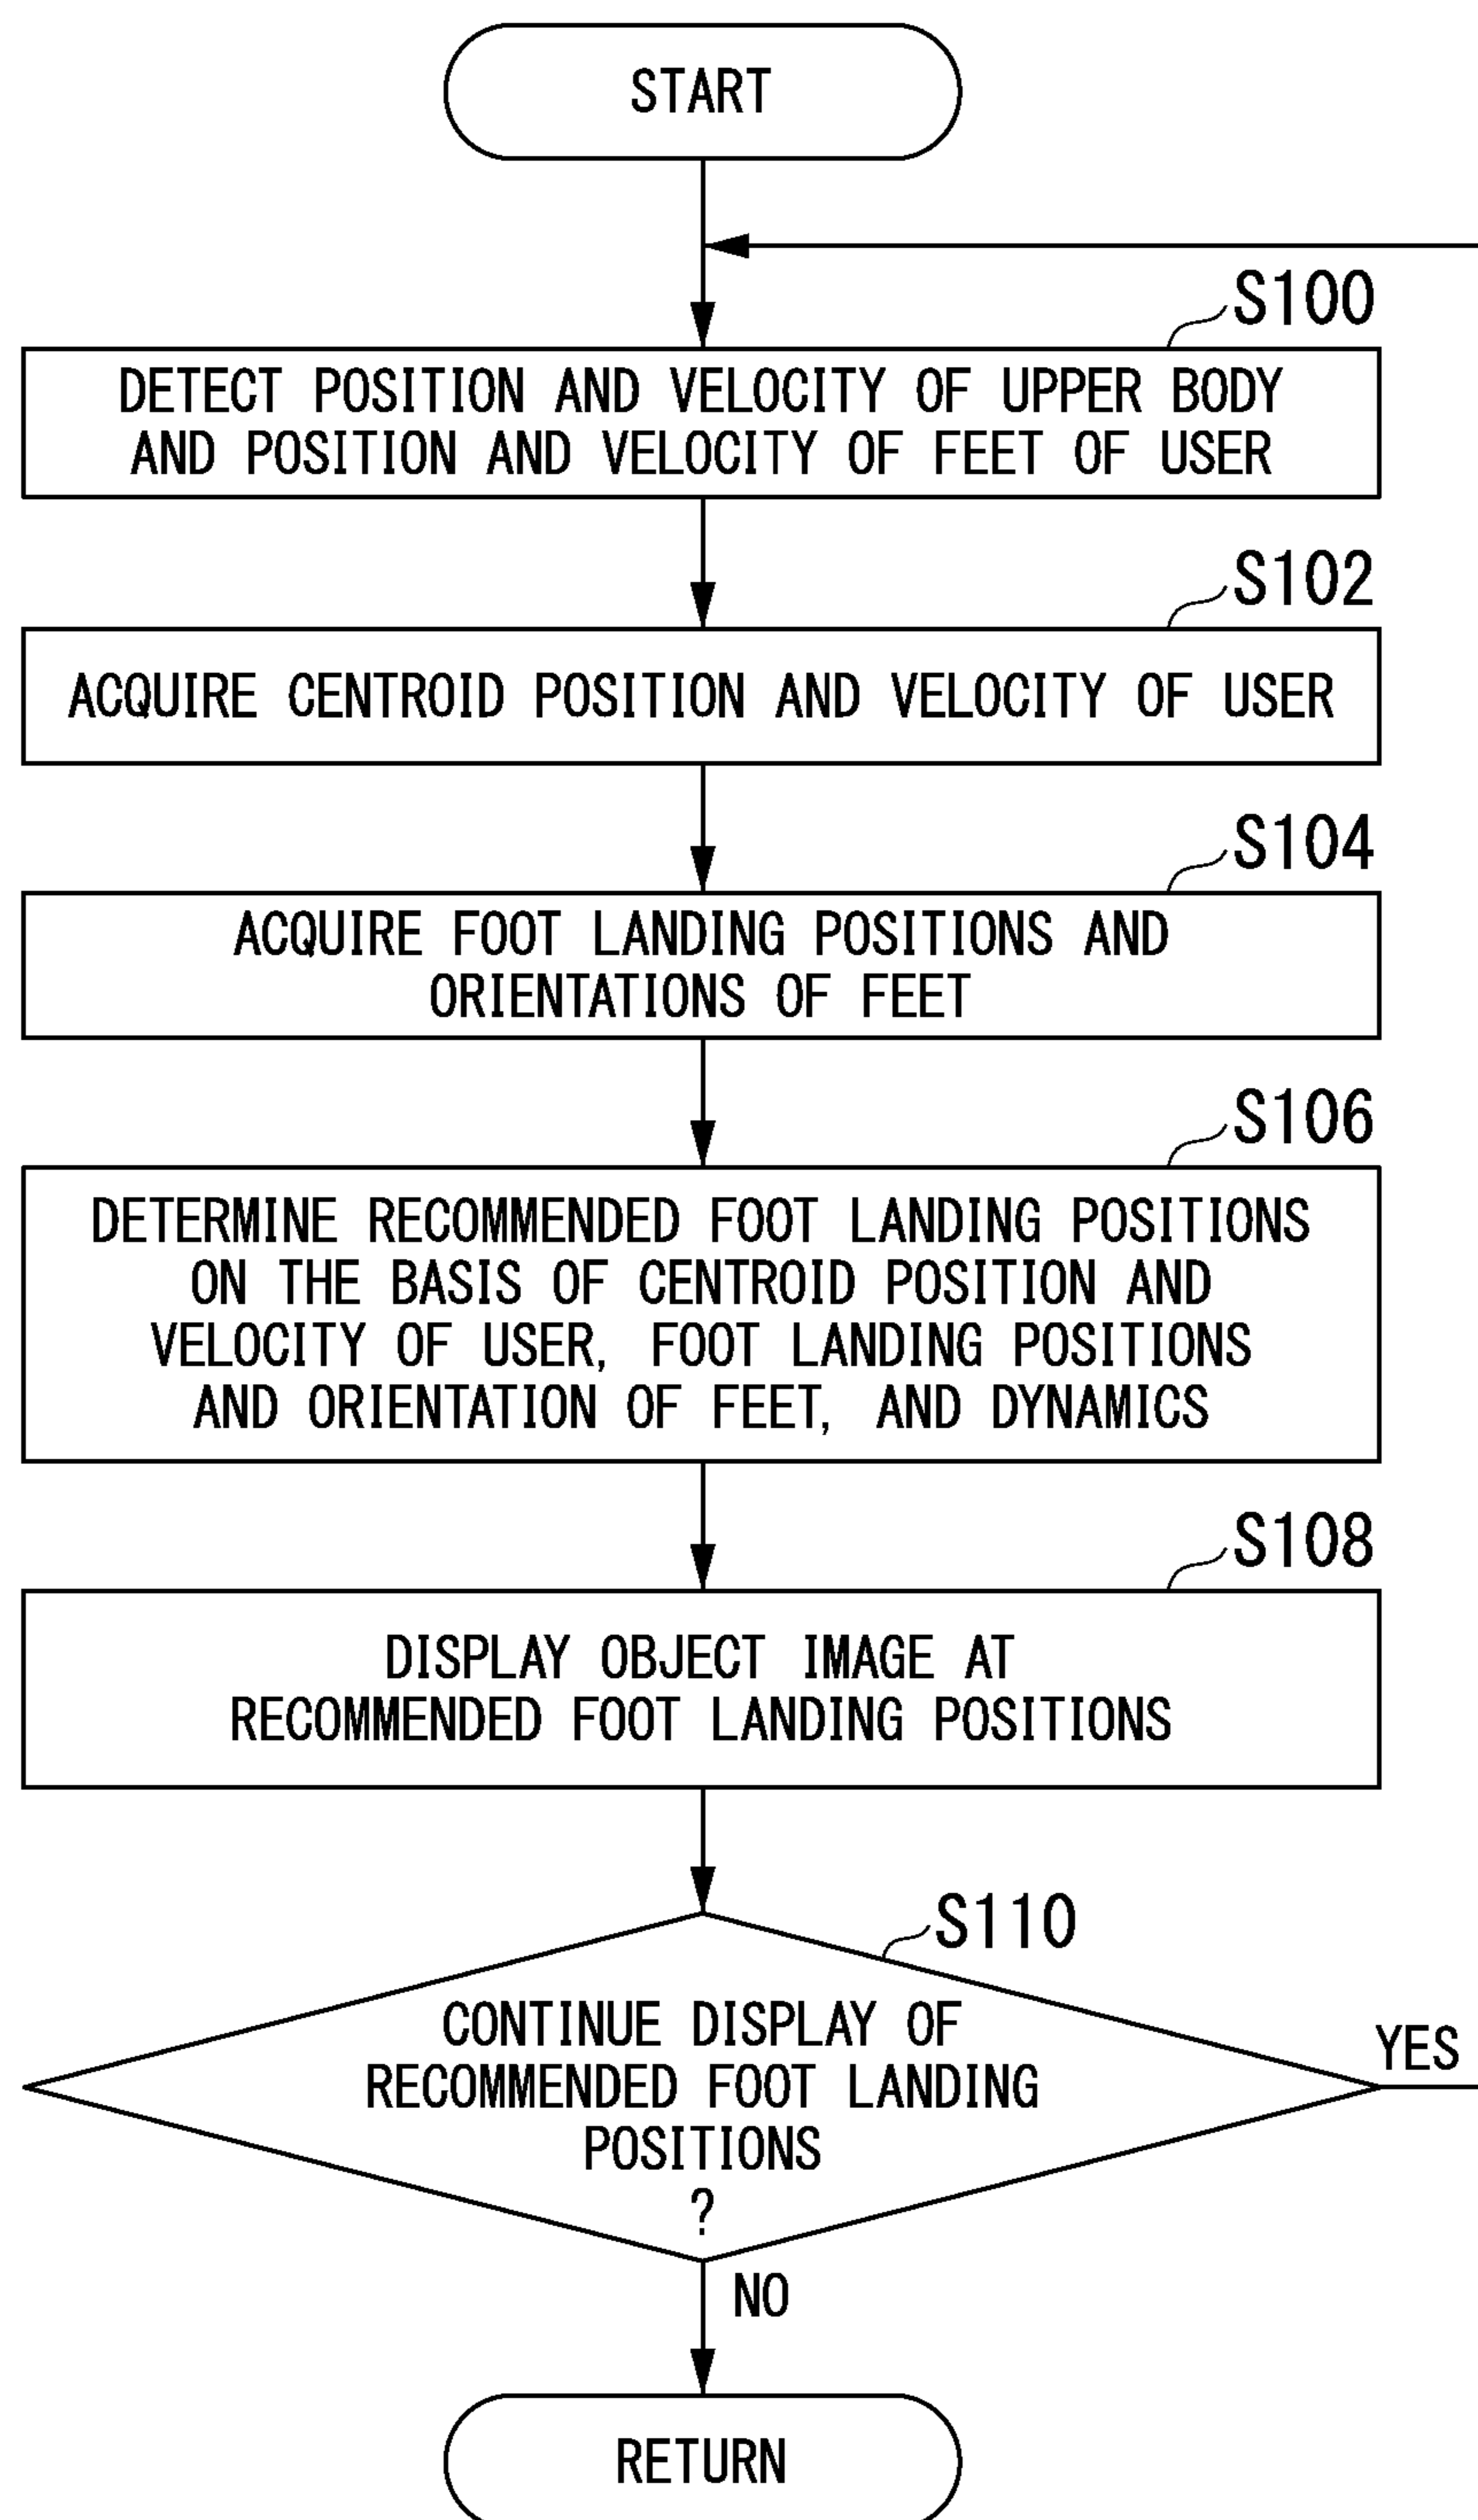 START
S100
DETECT POSITION AND VELOCITY OF UPPER BODY
AND POSITION AND VELOCITY OF FEET OF USER
S102
ACQUIRE CENTROID POSITION AND VELOCITY OF USER
S104
ACQUIRE FOOT LANDING POSITIONS AND
ORIENTATIONS OF FEET
S106
DETERMINE RECOMMENDED FOOT LANDING POSITIONS
ON THE BASIS OF CENTROID POSITION AND
VELOCITY OF USER, FOOT LANDING POSITIONS
AND ORIENTATION OF FEET, AND DYNAMICS
S108
DISPLAY OBJECT IMAGE AT
RECOMMENDED FOOT LANDING POSITIONS
S110
CONTINUE DISPLAY OF
RECOMMENDED FOOT LANDING
POSITIONS
?
YES
NO
RETURN